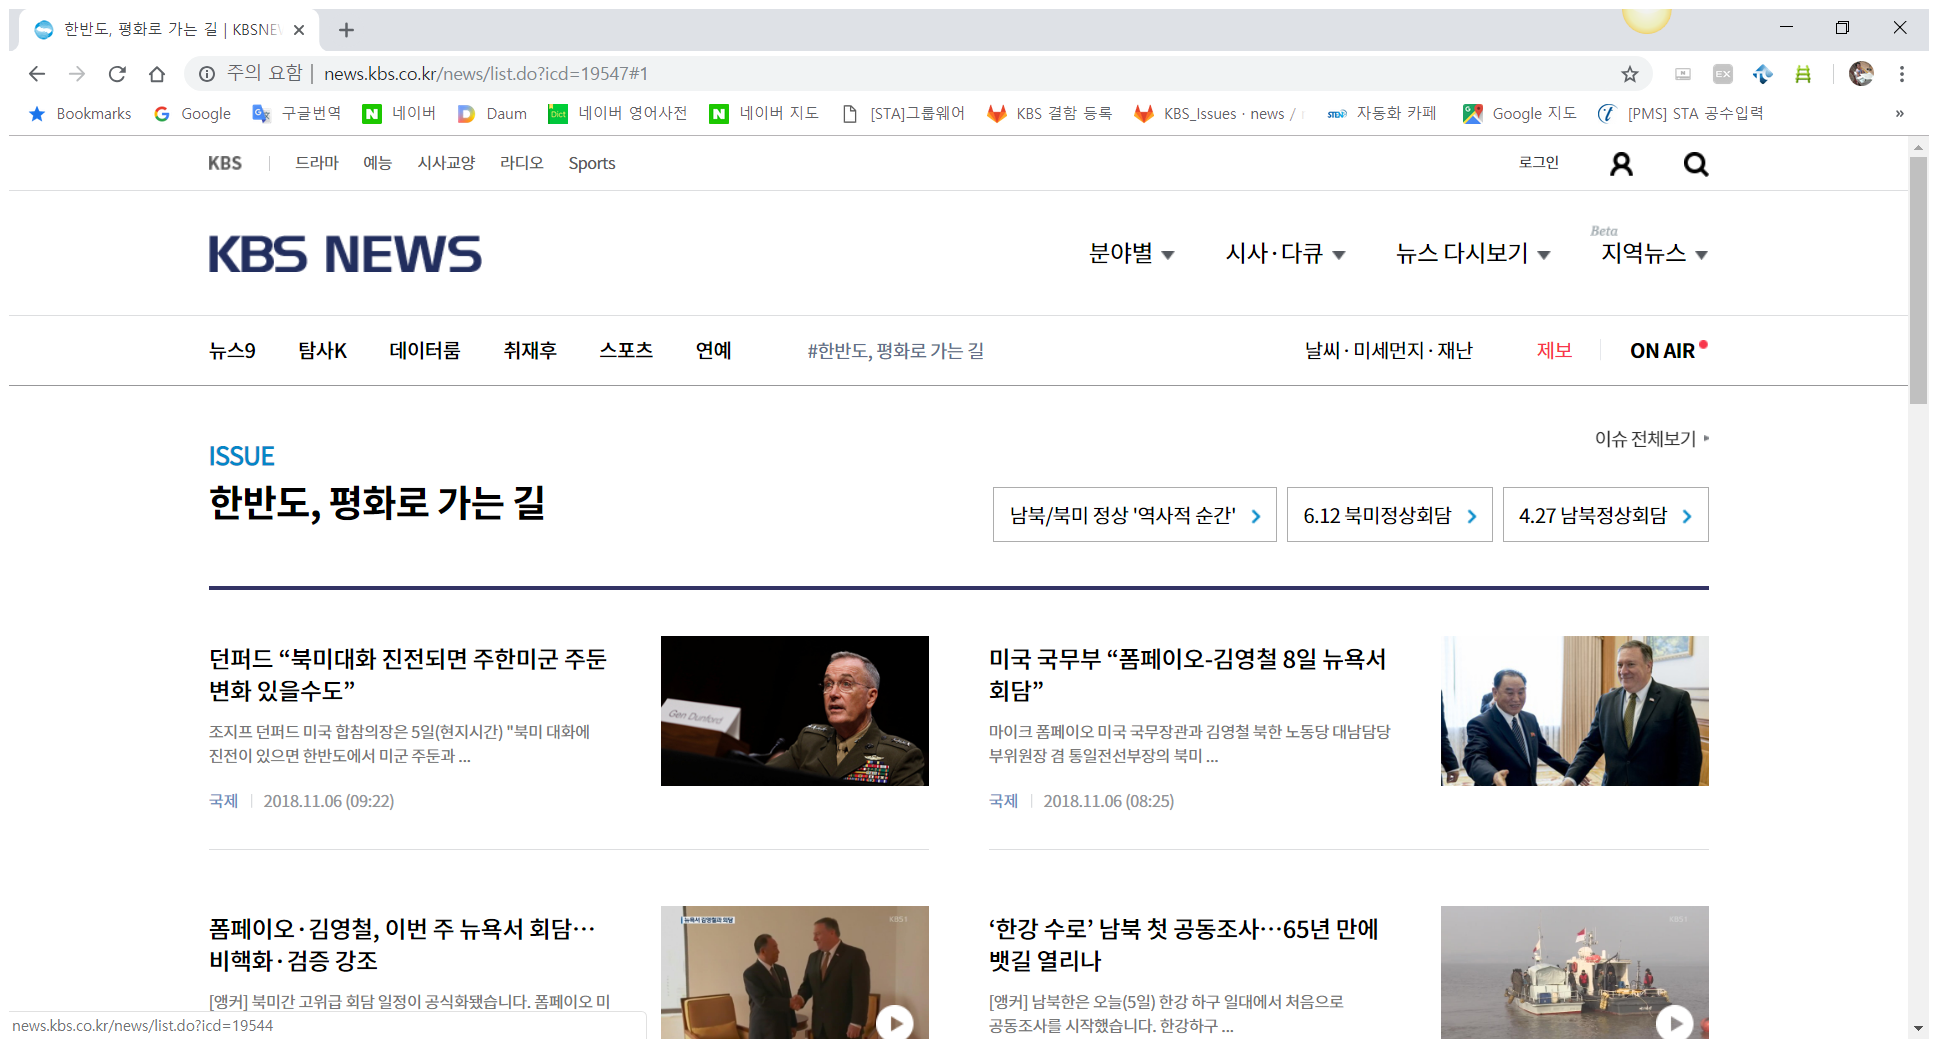 한반도, 평화로 가는 길 | KBSNE
주의 요함 | news.kbs.co.kr/news/list.do?icd=19547#1
EX
Bookmarks Google 구글번역 네이버 Daum 네이버 영어사전 네이버 지도 [STA]그룹웨어 KBS 결함 등록 KBS_Issues · news / 자동화 카페 Google 지도 [PMS] STA 공수입력 »
KBS 드라마 예능 시사교양 라디오 Sports 로그인
KBS NEWS
분야별 시사·다큐 뉴스 다시보기 Beta 지역뉴스
뉴스9 탐사K 데이터룸 취재후 스포츠 연예 #한반도, 평화로 가는 길 날씨·미세먼지·재난 제보 ON AIR
이슈 전체보기
ISSUE
한반도, 평화로 가는 길
남북/북미 정상 '역사적 순간' 6.12 북미정상회담 4.27 남북정상회담
던퍼드 “북미대화 진전되면 주한미군 주둔
변화 있을수도”
조지프 던퍼드 미국 합참의장은 5일(현지시간) "북미 대화에
진전이 있으면 한반도에서 미군 주둔과 ...
국제 2018.11.06 (09:22)
Gen Dunford
미국 국무부 “폼페이오-김영철 8일 뉴욕서
회담”
마이크 폼페이오 미국 국무장관과 김영철 북한 노동당 대남담당
부위원장 겸 통일전선부장의 북미 ...
국제 2018.11.06 (08:25)
폼페이오·김영철, 이번 주 뉴욕서 회담…
비핵화·검증 강조
[앵커] 북미간 고위급 회담 일정이 공식화됐습니다. 폼페이오 미
뉴욕서 김영철과 회담
KBS1
‘한강 수로’ 남북 첫 공동조사…65년 만에
뱃길 열리나
[앵커] 남북한은 오늘(5일) 한강 하구 일대에서 처음으로
공동조사를 시작했습니다. 한강하구 ...
KBS1
news.kbs.co.kr/news/list.do?icd=19544